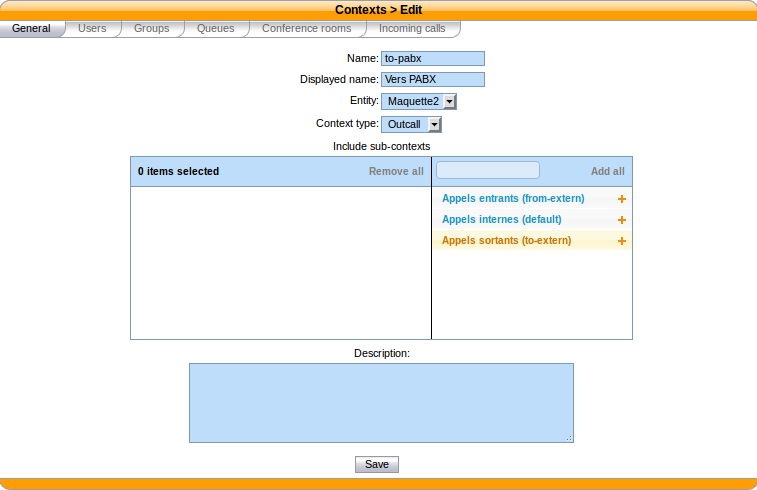 Contexts > Edit
General Users Groups Queues Conference rooms Incoming calls
Name: to-pabx
Displayed name: Vers PABX
Entity: Maquette2
Context type: Outcall
Include sub-contexts
0 items selected Remove all Add all
Appels entrants (from-extern) +
Appels internes (default) +
Appels sortants (to-extern) +
Description:
Save